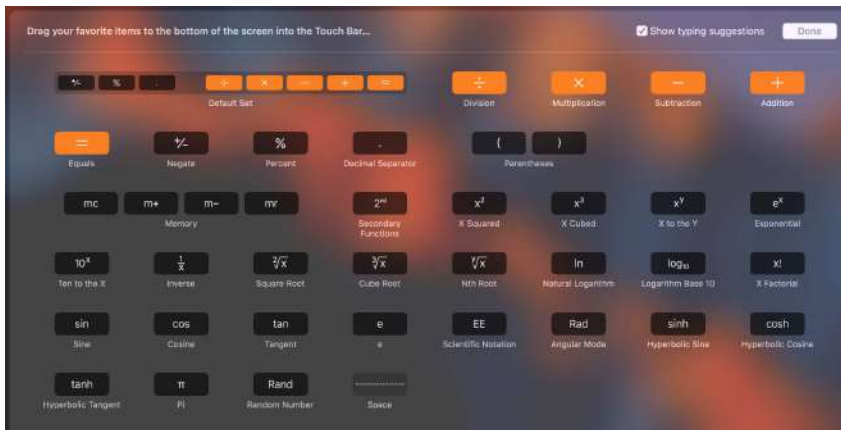 Drag your favorite items to the bottom of the screen into the Touch Bar...
Show typing suggestions
Done
⁺∕₋ % . ÷ × − + =
Default Set
÷
Division
×
Multiplication
−
Subtraction
+
Addition
=
Equals
⁺∕₋
Negate
%
Percent
.
Decimal Separator
( )
Parentheses
mc m+ m− mr
Memory
2ⁿᵈ
Secondary
Functions
x²
X Squared
x³
X Cubed
xʸ
X to the Y
eˣ
Exponential
10ˣ
Ten to the X
1/x
Inverse
²√x
Square Root
³√x
Cube Root
ʸ√x
Nth Root
ln
Natural Logarithm
log₁₀
Logarithm Base 10
x!
X Factorial
sin
Sine
cos
Cosine
tan
Tangent
e
e
EE
Scientific Notation
Rad
Angular Mode
sinh
Hyperbolic Sine
cosh
Hyperbolic Cosine
tanh
Hyperbolic Tangent
π
Pi
Rand
Random Number
Space